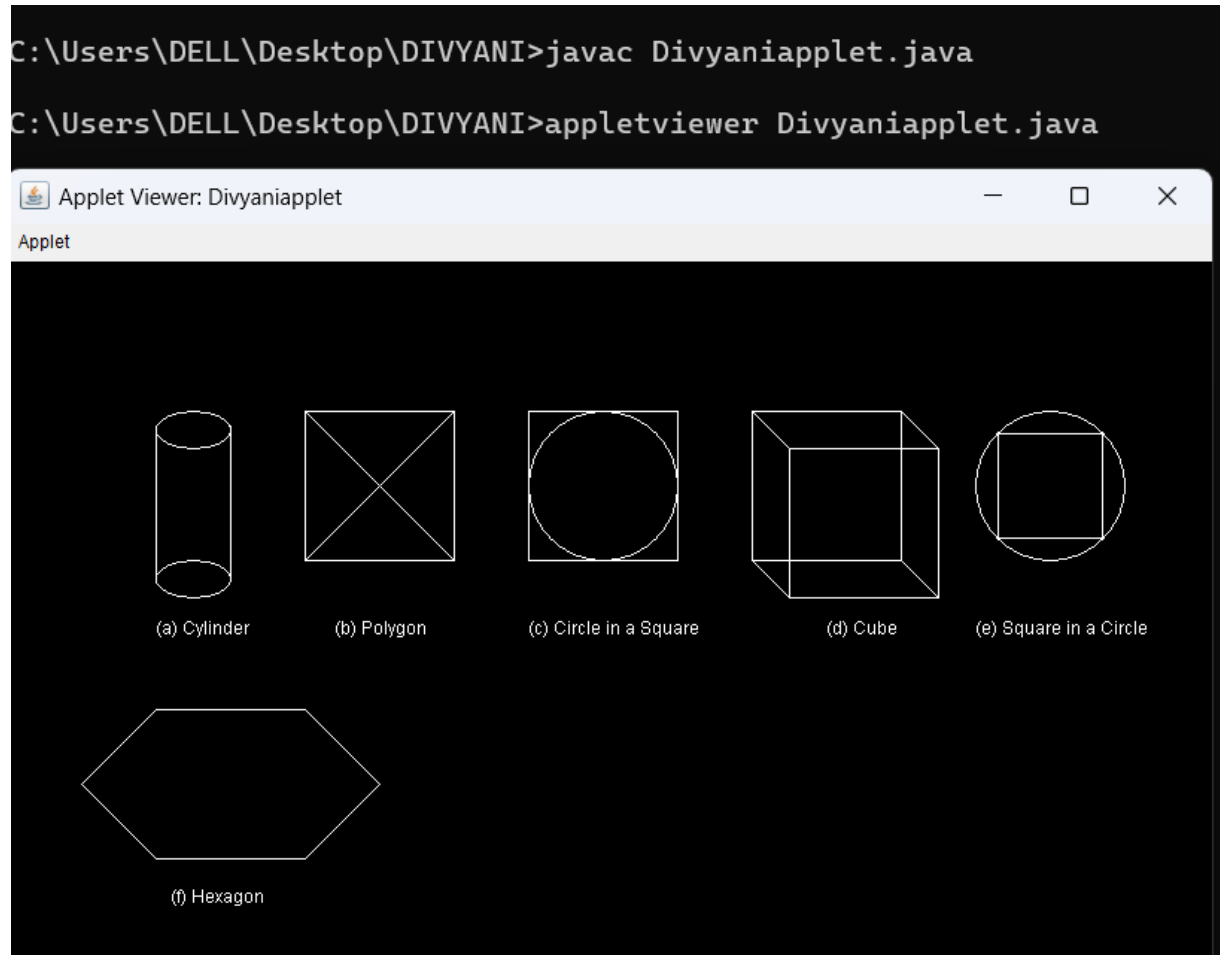 C:\Users\DELL\Desktop\DIVYANI>javac Divyaniapplet.java
C:\Users\DELL\Desktop\DIVYANI>appletviewer Divyaniapplet.java
Applet Viewer: Divyaniapplet
Applet
(a) Cylinder
(b) Polygon
(c) Circle in a Square
(d) Cube
(e) Square in a Circle
(f) Hexagon